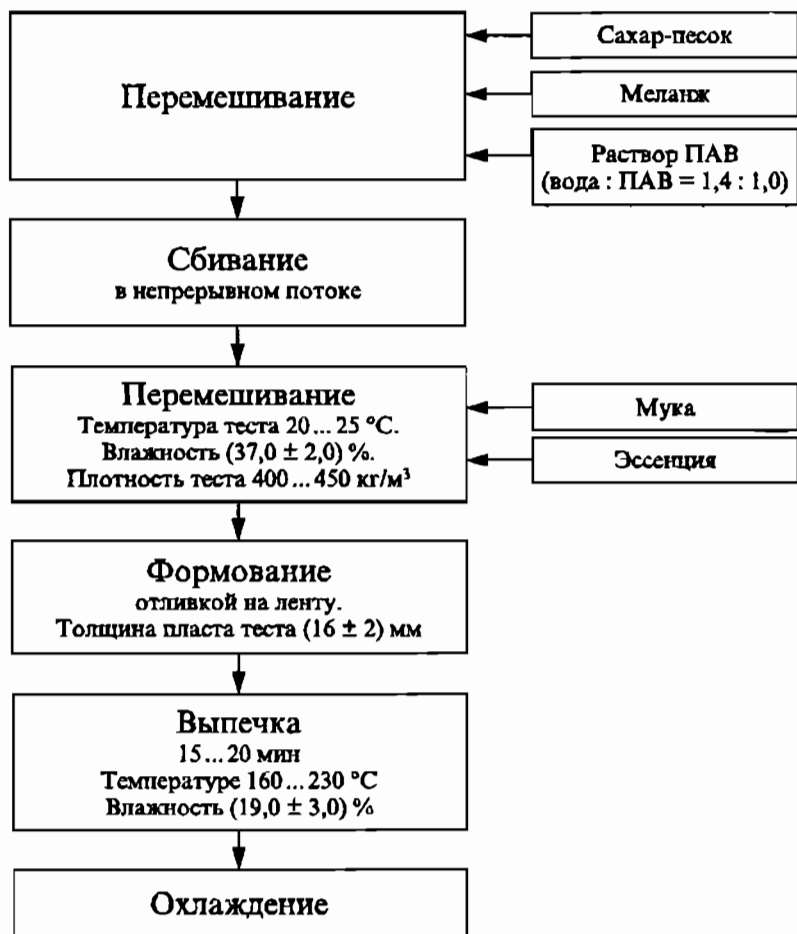 Перемешивание
Сахар-песок
Меланж
Раствор ПАВ
(вода : ПАВ = 1,4 : 1,0)
Сбивание
в непрерывном потоке
Перемешивание
Температура теста 20... 25 °С.
Влажность (37,0 ± 2,0) %.
Плотность теста 400... 450 кг/м³
Мука
Эссенция
Формование
отливкой на ленту.
Толщина пласта теста (16 ± 2) мм
Выпечка
15... 20 мин
Температуре 160... 230 °С
Влажность (19,0 ± 3,0) %
Охлаждение